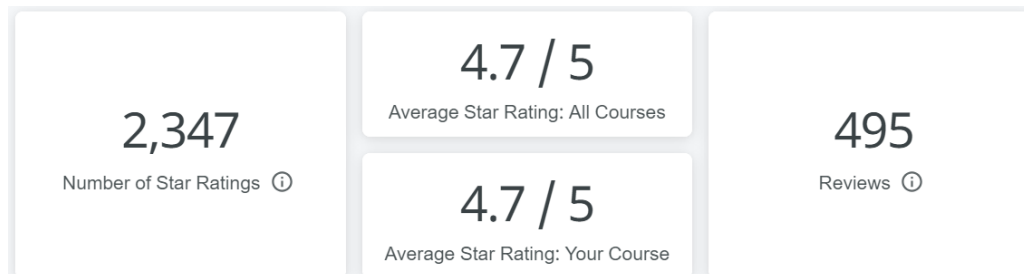 2,347
Number of Star Ratings
4.7 / 5
Average Star Rating: All Courses
4.7 / 5
Average Star Rating: Your Course
495
Reviews